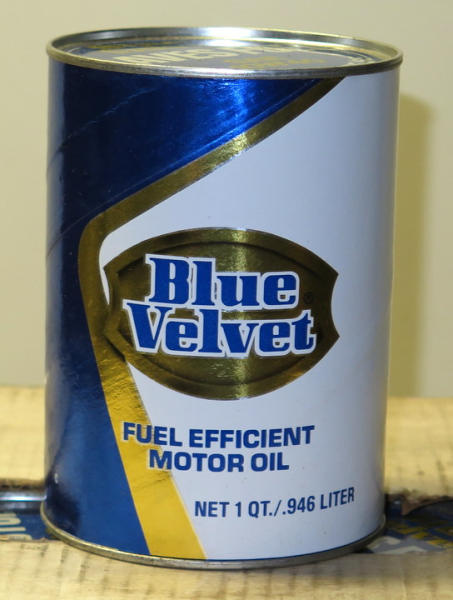 Blue
Velvet®
FUEL EFFICIENT
MOTOR OIL
NET 1 QT./.946 LITER